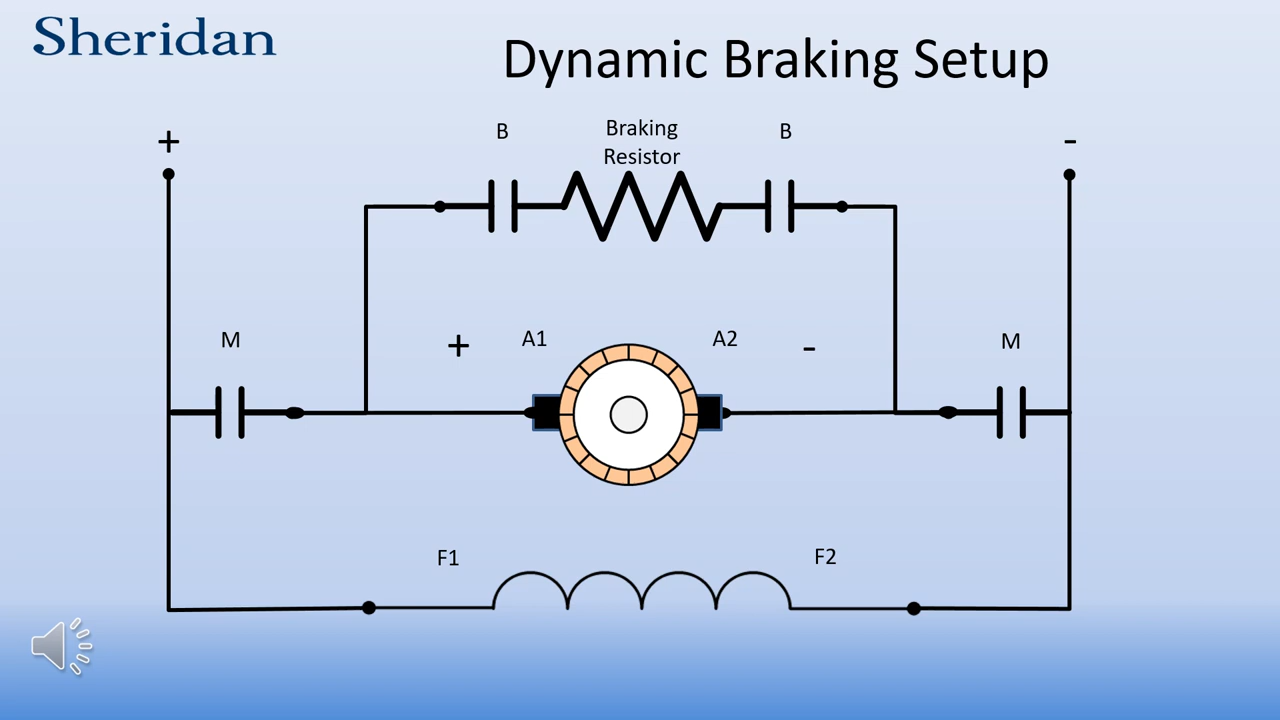 Sheridan
Dynamic Braking Setup
+
-
B
Braking
Resistor
B
M
+
A1
A2
-
M
F1
F2